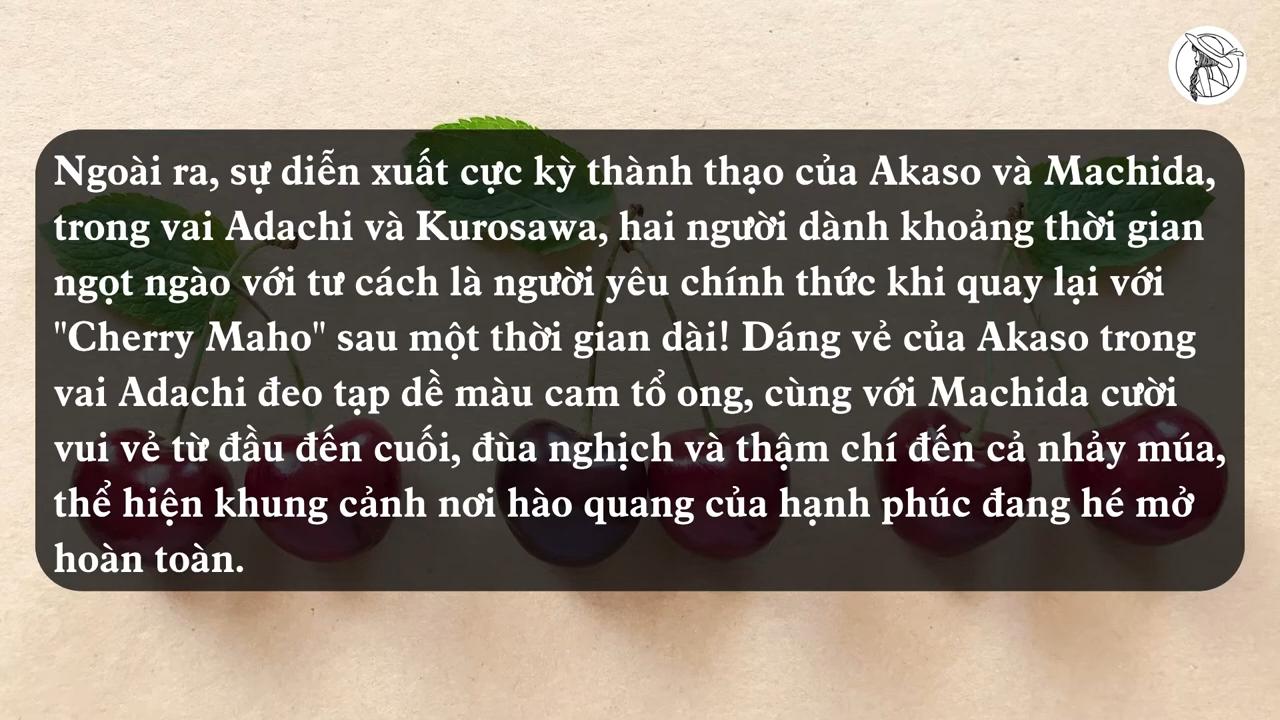 Ngoài ra, sự diễn xuất cực kỳ thành thạo của Akaso và Machida,
trong vai Adachi và Kurosawa, hai người dành khoảng thời gian
ngọt ngào với tư cách là người yêu chính thức khi quay lại với
"Cherry Maho" sau một thời gian dài! Dáng vẻ của Akaso trong
vai Adachi đeo tạp dề màu cam tổ ong, cùng với Machida cười
vui vẻ từ đầu đến cuối, đùa nghịch và thậm chí đến cả nhảy múa,
thể hiện khung cảnh nơi hào quang của hạnh phúc đang hé mở
hoàn toàn.